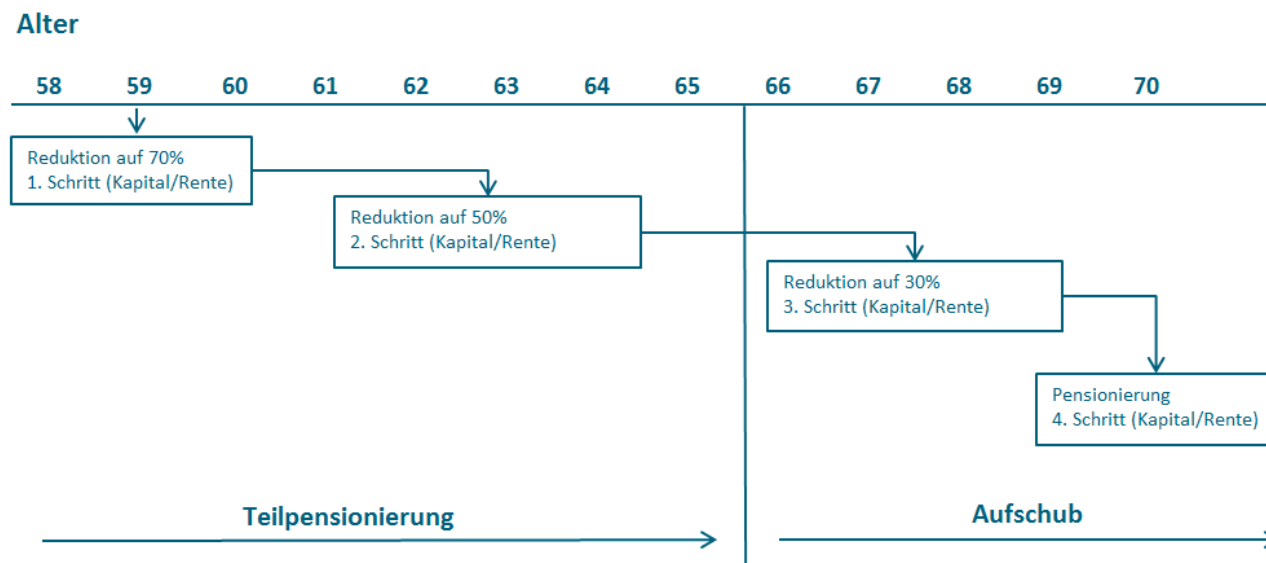 Alter
58 59 60 61 62 63 64 65 66 67 68 69 70
Reduktion auf 70%
1. Schritt (Kapital/Rente)
Reduktion auf 50%
2. Schritt (Kapital/Rente)
Reduktion auf 30%
3. Schritt (Kapital/Rente)
Pensionierung
4. Schritt (Kapital/Rente)
Teilpensionierung
Aufschub